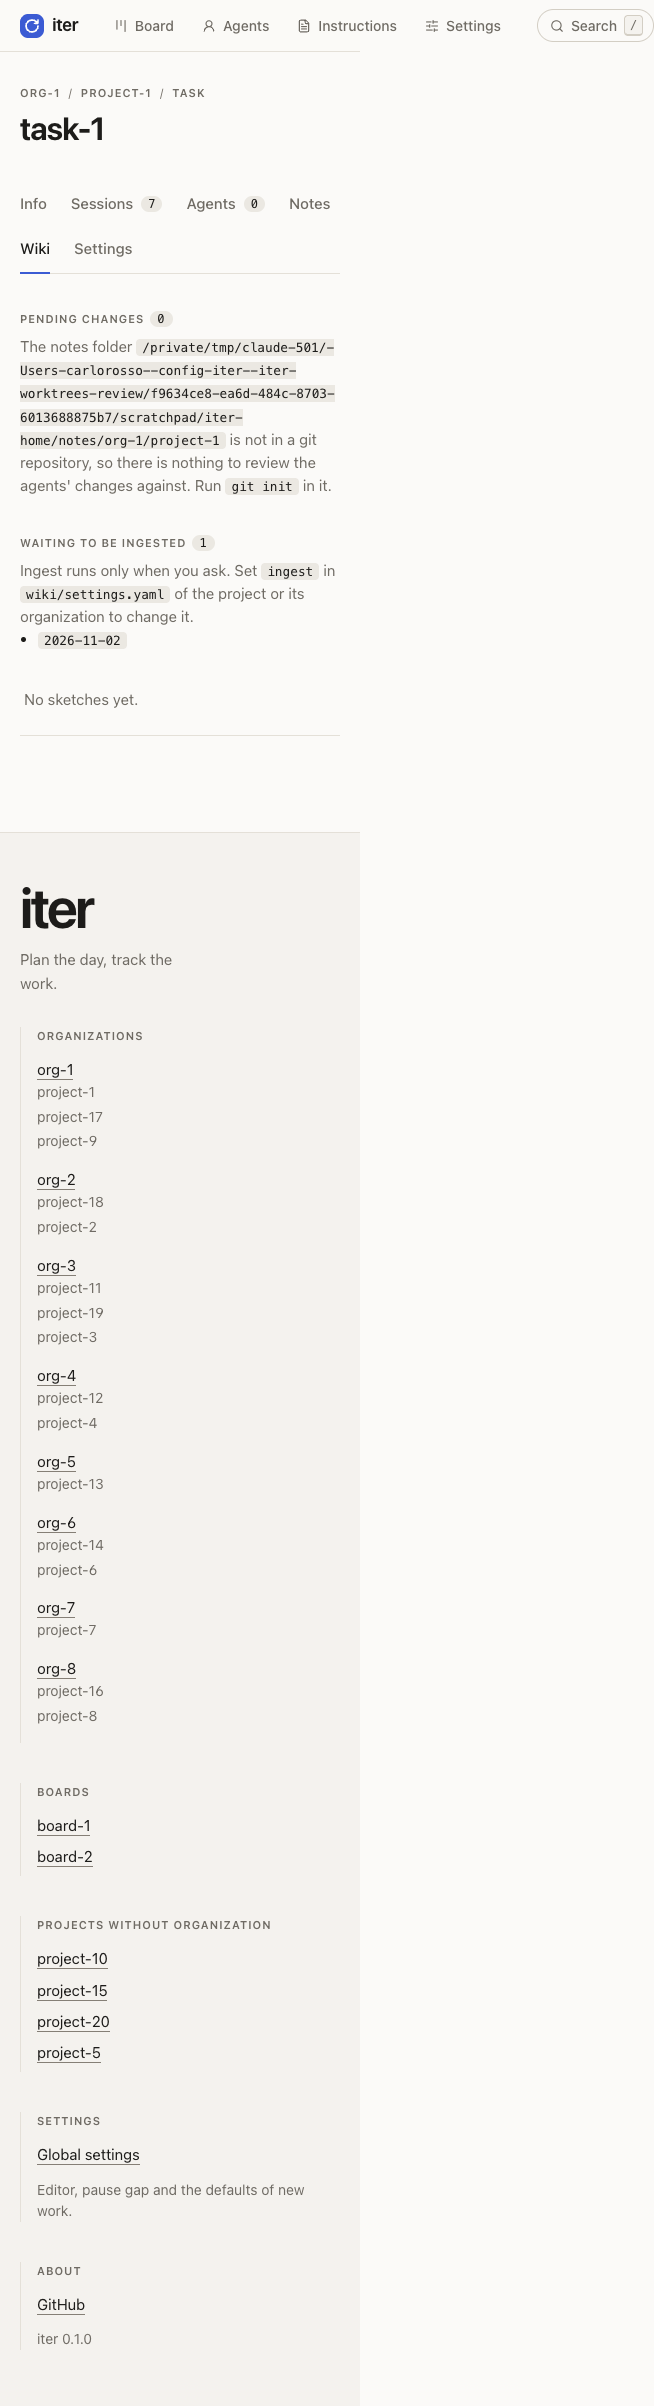 iter Board Agents Instructions Settings Search /
ORG-1 / PROJECT-1 / TASK
task-1
Info Sessions 7 Agents 0 Notes
Wiki Settings
PENDING CHANGES 0
The notes folder /private/tmp/claude-501/-
Users-carlorosso--config-iter--iter-
worktrees-review/f9634ce8-ea6d-484c-8703-
6013688875b7/scratchpad/iter-
home/notes/org-1/project-1 is not in a git
repository, so there is nothing to review the
agents' changes against. Run git init in it.
WAITING TO BE INGESTED 1
Ingest runs only when you ask. Set ingest in
wiki/settings.yaml of the project or its
organization to change it.
• 2026-11-02
No sketches yet.
iter
Plan the day, track the
work.
ORGANIZATIONS
org-1
project-1
project-17
project-9
org-2
project-18
project-2
org-3
project-11
project-19
project-3
org-4
project-12
project-4
org-5
project-13
org-6
project-14
project-6
org-7
project-7
org-8
project-16
project-8
BOARDS
board-1
board-2
PROJECTS WITHOUT ORGANIZATION
project-10
project-15
project-20
project-5
SETTINGS
Global settings
Editor, pause gap and the defaults of new
work.
ABOUT
GitHub
iter 0.1.0